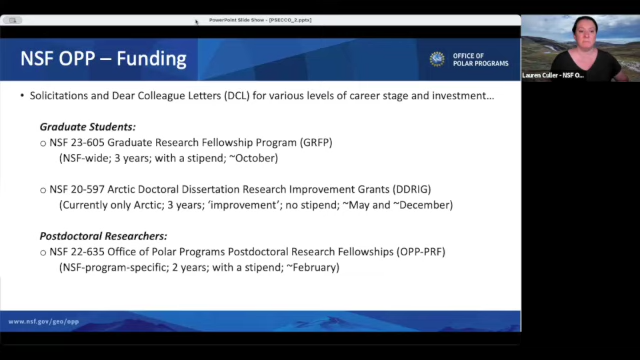 PowerPoint Slide Show - [PSECCO_2.pptx]
NSF OPP – Funding
OFFICE OF
POLAR PROGRAMS
• Solicitations and Dear Colleague Letters (DCL) for various levels of career stage and investment…
Graduate Students:
o NSF 23-605 Graduate Research Fellowship Program (GRFP)
(NSF-wide; 3 years; with a stipend; ~October)
o NSF 20-597 Arctic Doctoral Dissertation Research Improvement Grants (DDRIG)
(Currently only Arctic; 3 years; ‘improvement’; no stipend; ~May and ~December)
Postdoctoral Researchers:
o NSF 22-635 Office of Polar Programs Postdoctoral Research Fellowships (OPP-PRF)
(NSF-program-specific; 2 years; with a stipend; ~February)
www.nsf.gov/geo/opp
Lauren Culler - NSF O...